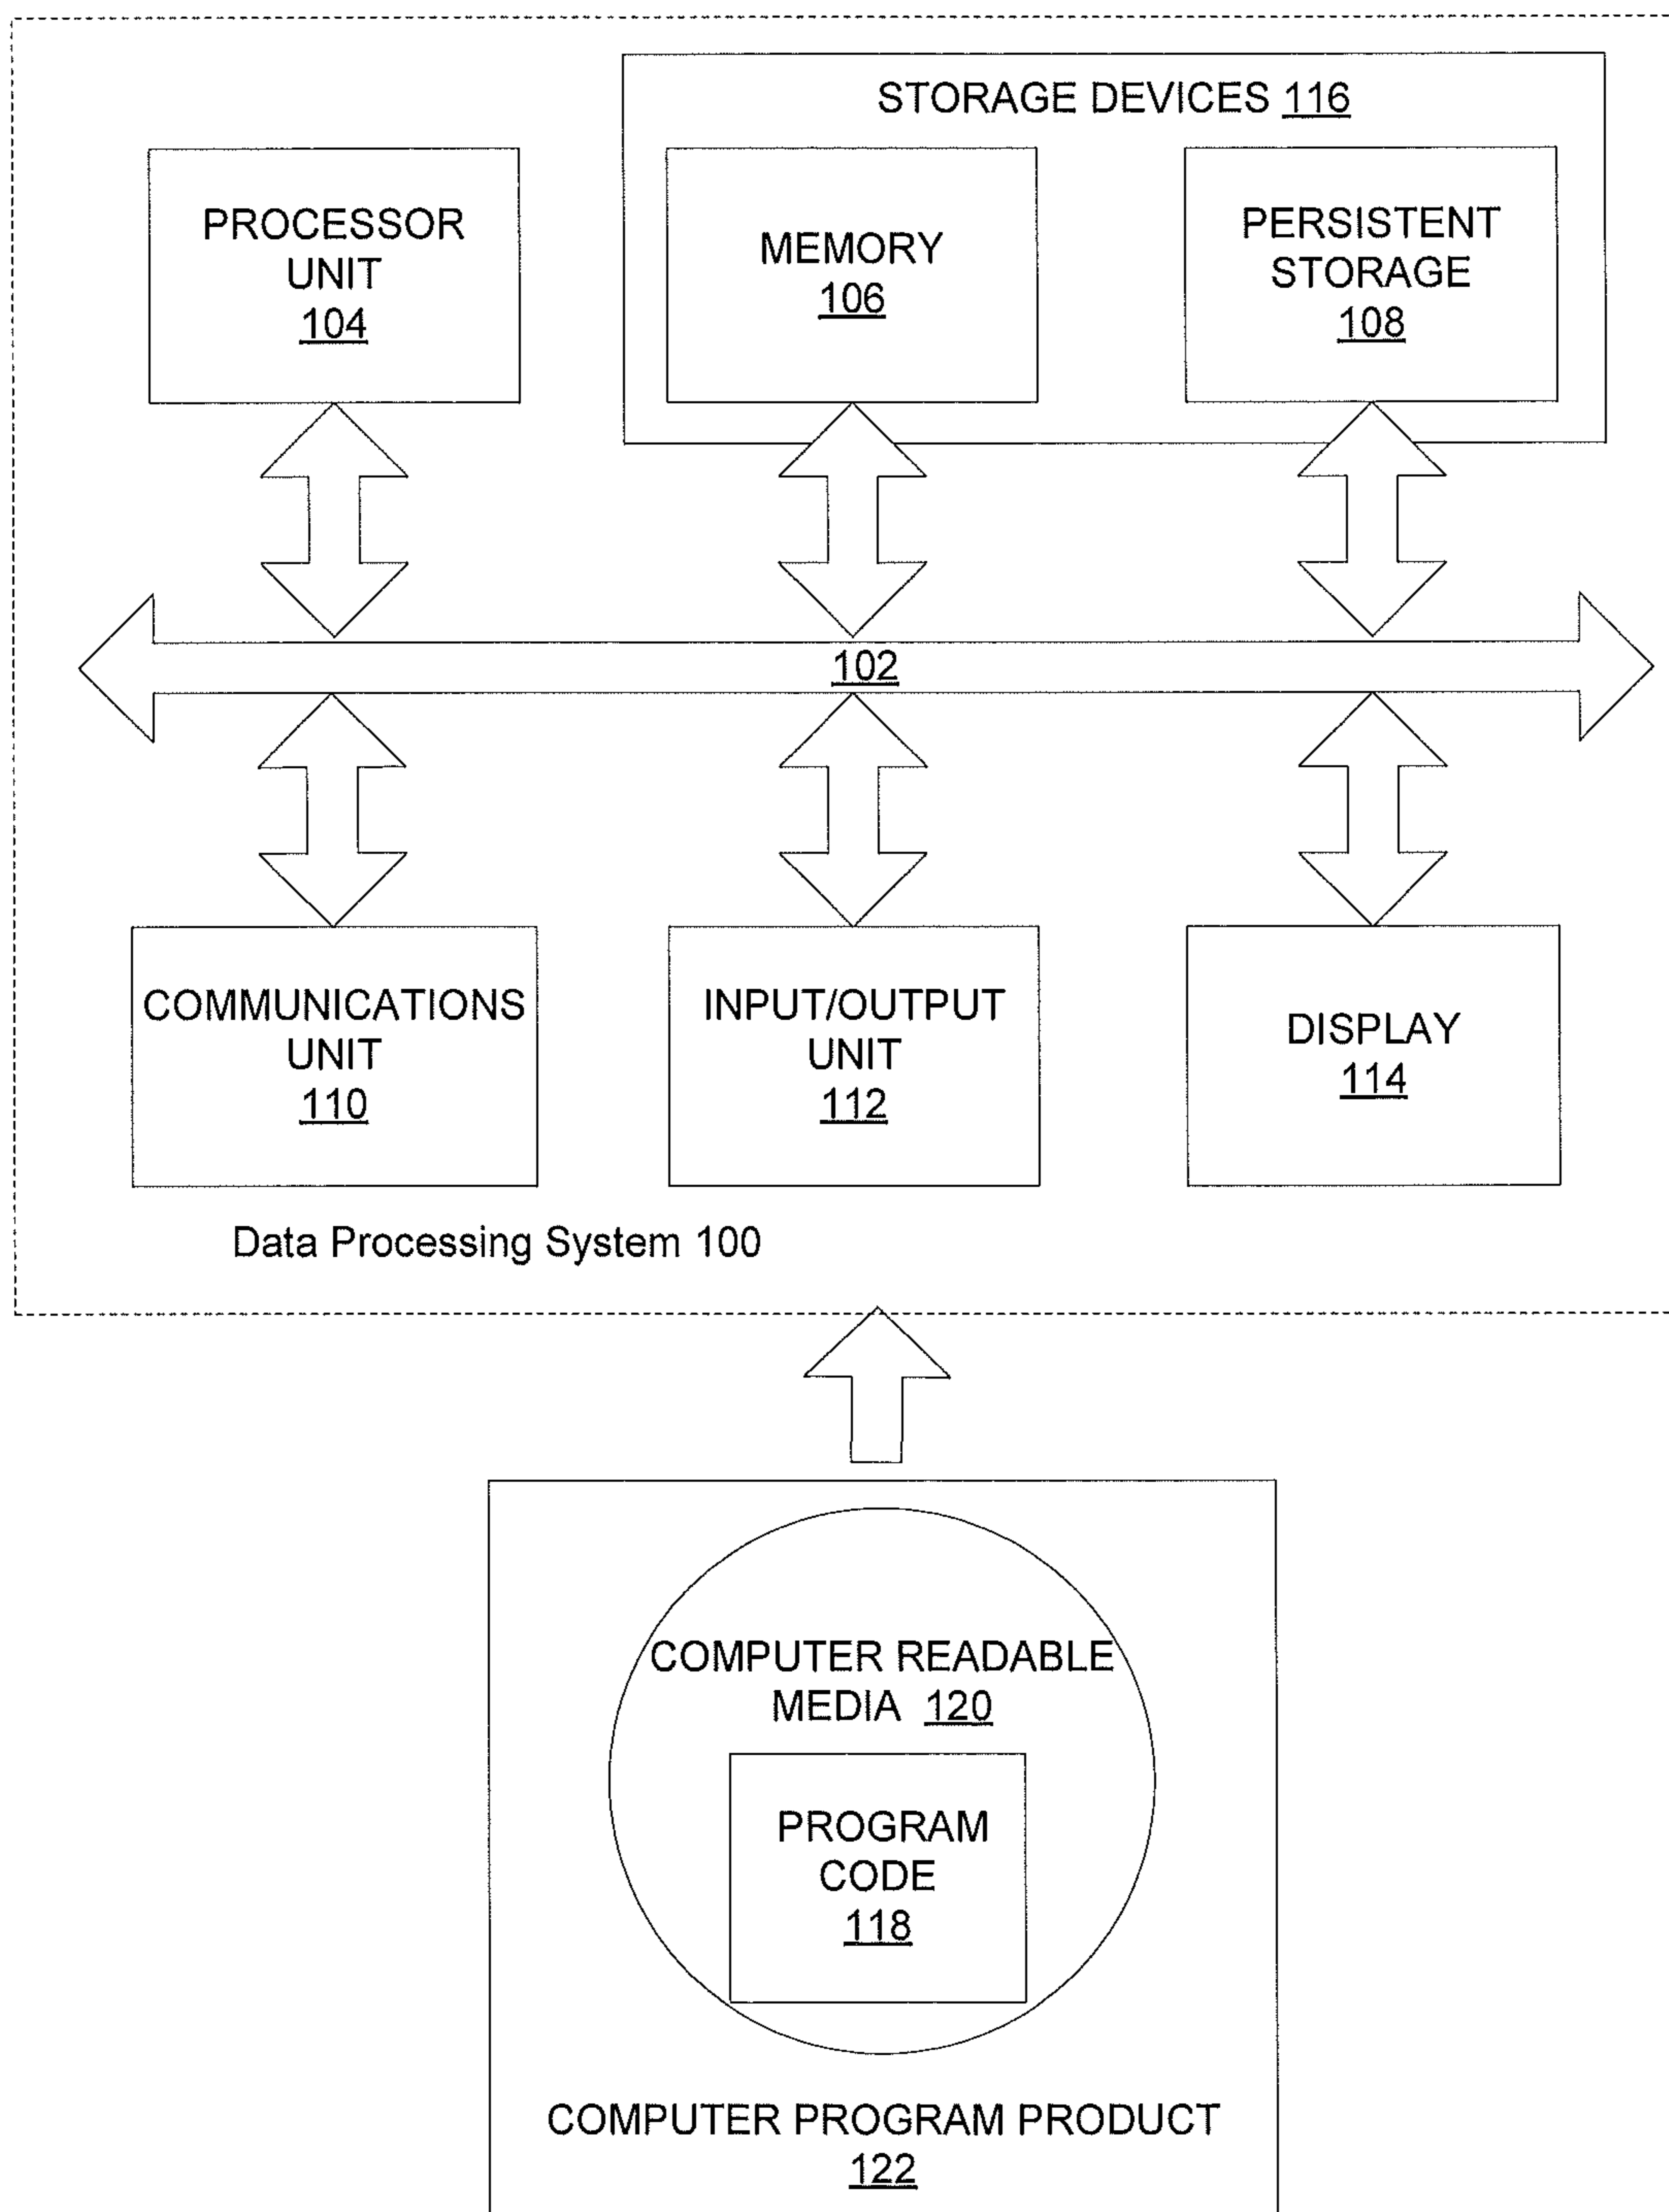 STORAGE DEVICES 116
PROCESSOR
UNIT
104
MEMORY
106
PERSISTENT
STORAGE
108
102
COMMUNICATIONS
UNIT
110
INPUT/OUTPUT
UNIT
112
DISPLAY
114
Data Processing System 100
COMPUTER READABLE
MEDIA 120
PROGRAM
CODE
118
COMPUTER PROGRAM PRODUCT
122